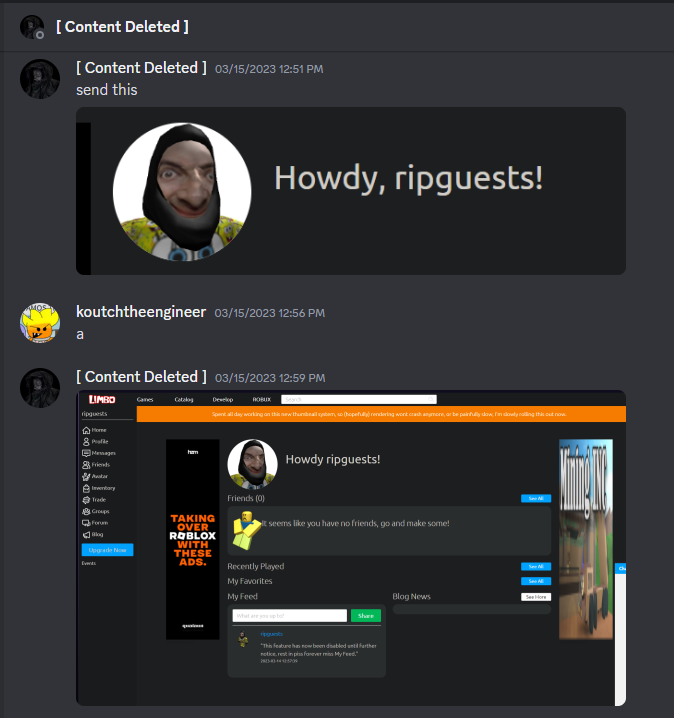 [ Content Deleted ]
[ Content Deleted ] 03/15/2023 12:51 PM
send this
Howdy, ripguests!
koutchtheengineer 03/15/2023 12:56 PM
a
[ Content Deleted ] 03/15/2023 12:59 PM
LIMBO Games Catalog Develop ROBUX Search
ripguests
Spent all day working on this new thumbnail system, so (hopefully) rendering wont crash anymore, or be painfully slow, I'm slowly rolling this out now.
Home
Profile
Messages
Friends
Avatar
Inventory
Trade
Groups
Forum
Blog
Upgrade Now
Events
TAKING
OVER
ROBLOX
WITH
THESE
ADS.
Howdy ripguests!
Friends (0) See All
It seems like you have no friends, go and make some!
Recently Played See All
My Favorites See All
My Feed
What are you up to? Share
ripguests
"This feature has now been disabled until further
notice, rest in piss forever miss My Feed."
Blog News See More
Mining INC